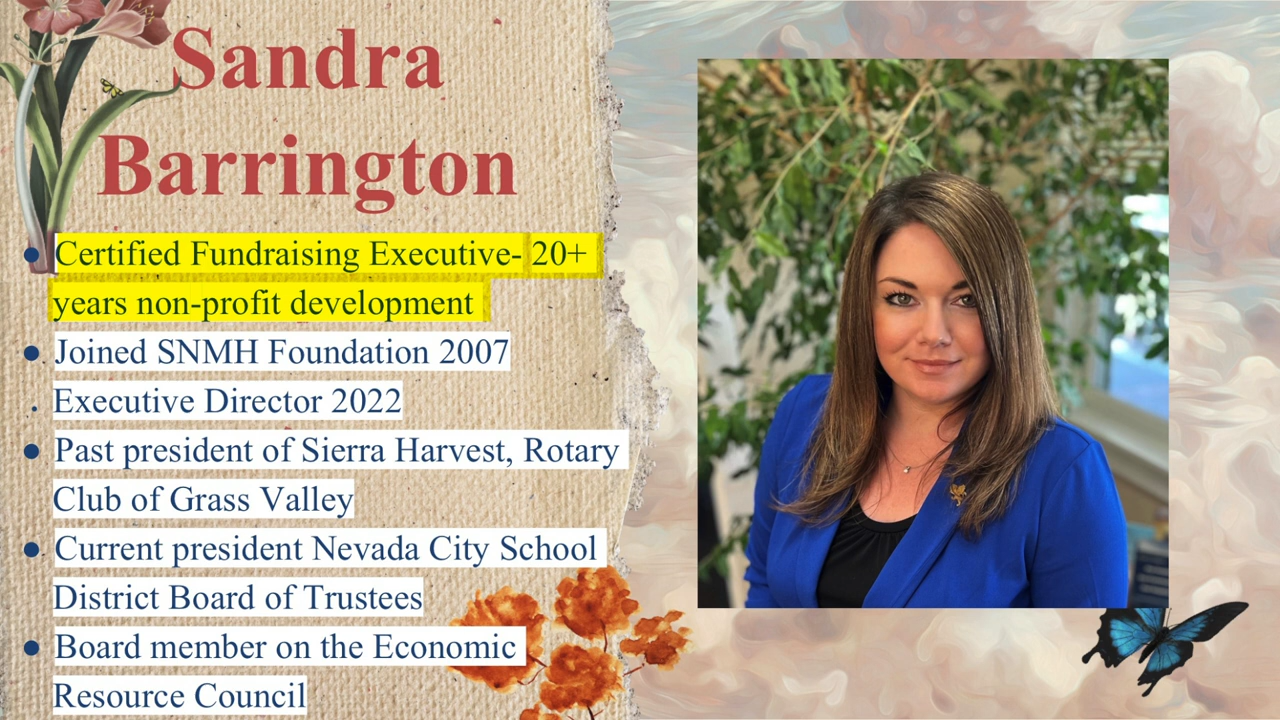 Sandra
Barrington
● Certified Fundraising Executive- 20+
years non-profit development
● Joined SNMH Foundation 2007
Executive Director 2022
● Past president of Sierra Harvest, Rotary
Club of Grass Valley
● Current president Nevada City School
District Board of Trustees
● Board member on the Economic
Resource Council